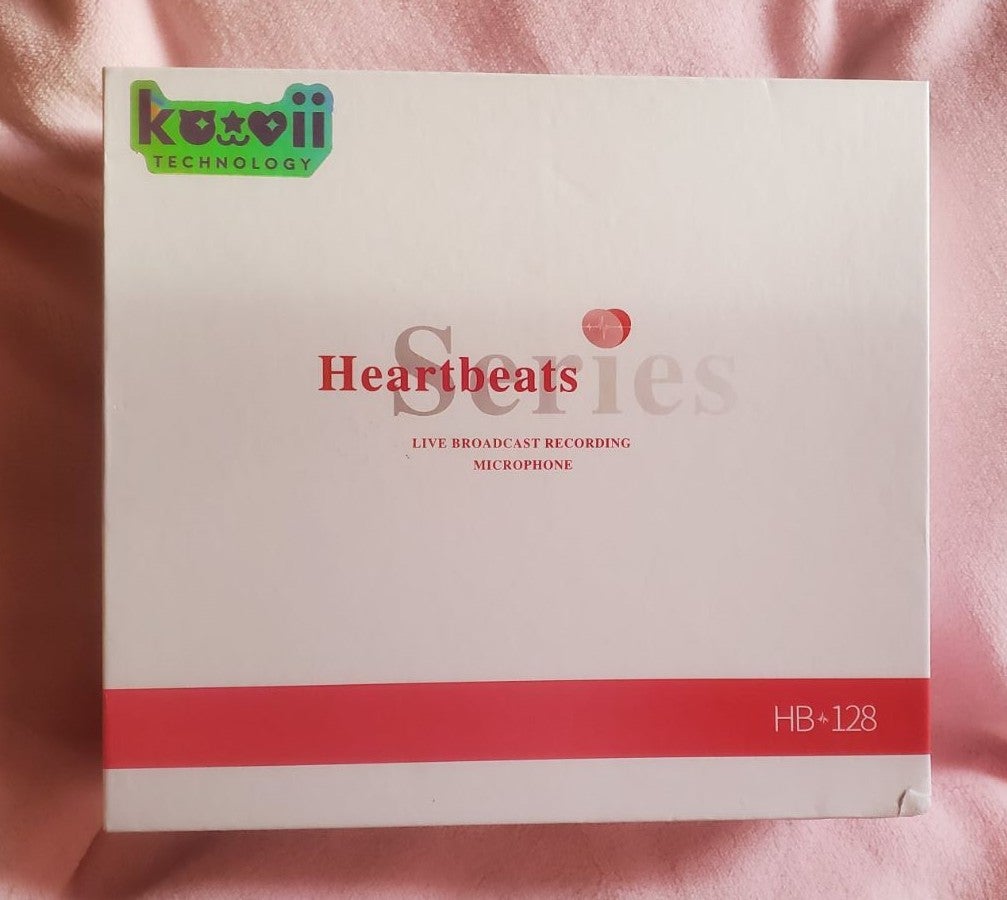 kawaii
TECHNOLOGY
Heartbeats
Series
LIVE BROADCAST RECORDING
MICROPHONE
HB 128